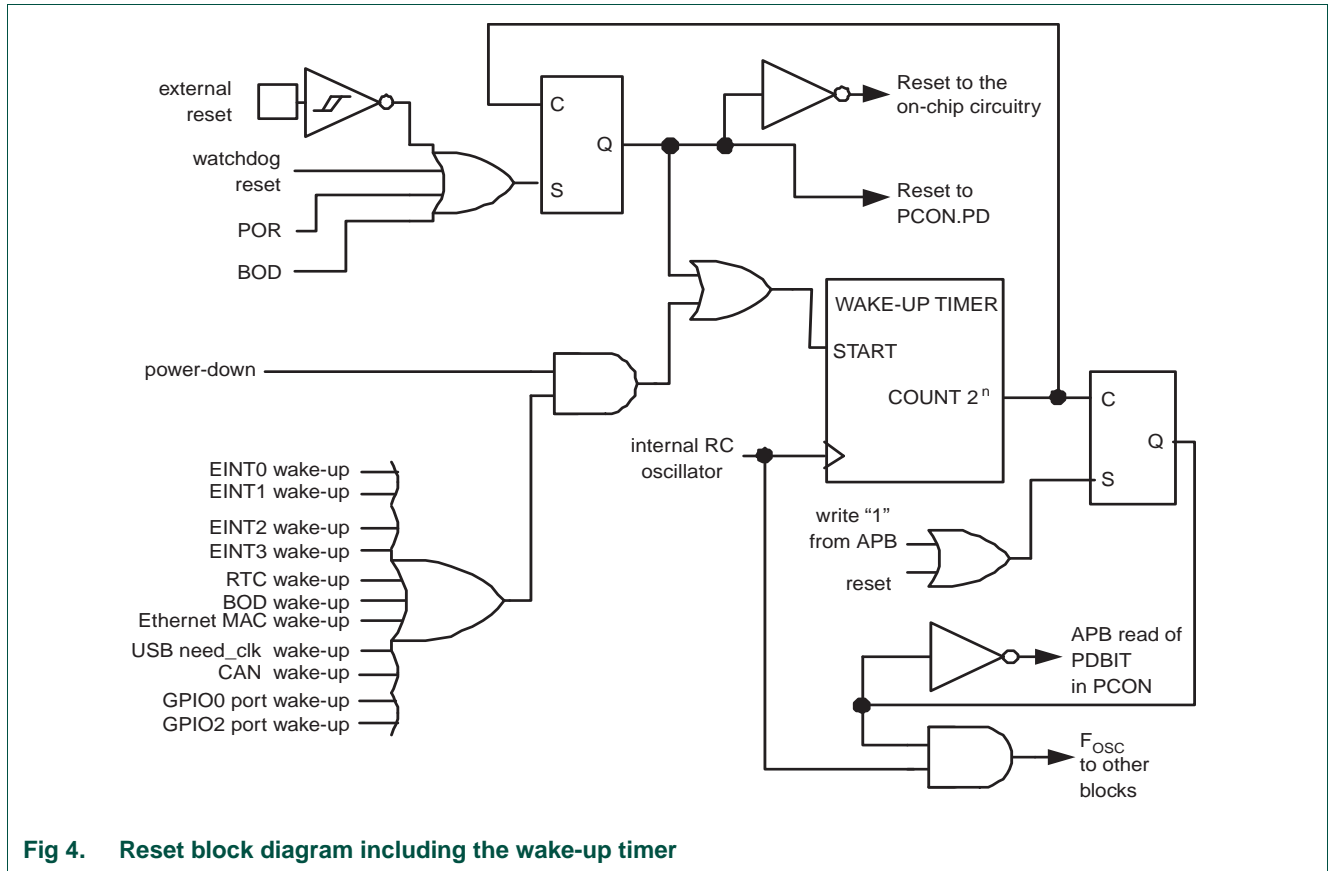 external
reset
watchdog
reset
POR
BOD
C
Q
S
Reset to the
on-chip circuitry
Reset to
PCON.PD
WAKE-UP TIMER
START
COUNT 2 n
power-down
internal RC
oscillator
C
Q
S
EINT0 wake-up
EINT1 wake-up
EINT2 wake-up
EINT3 wake-up
RTC wake-up
BOD wake-up
Ethernet MAC wake-up
USB need_clk wake-up
CAN wake-up
GPIO0 port wake-up
GPIO2 port wake-up
write “1”
from APB
reset
APB read of
PDBIT
in PCON
FOSC
to other
blocks
Fig 4. Reset block diagram including the wake-up timer